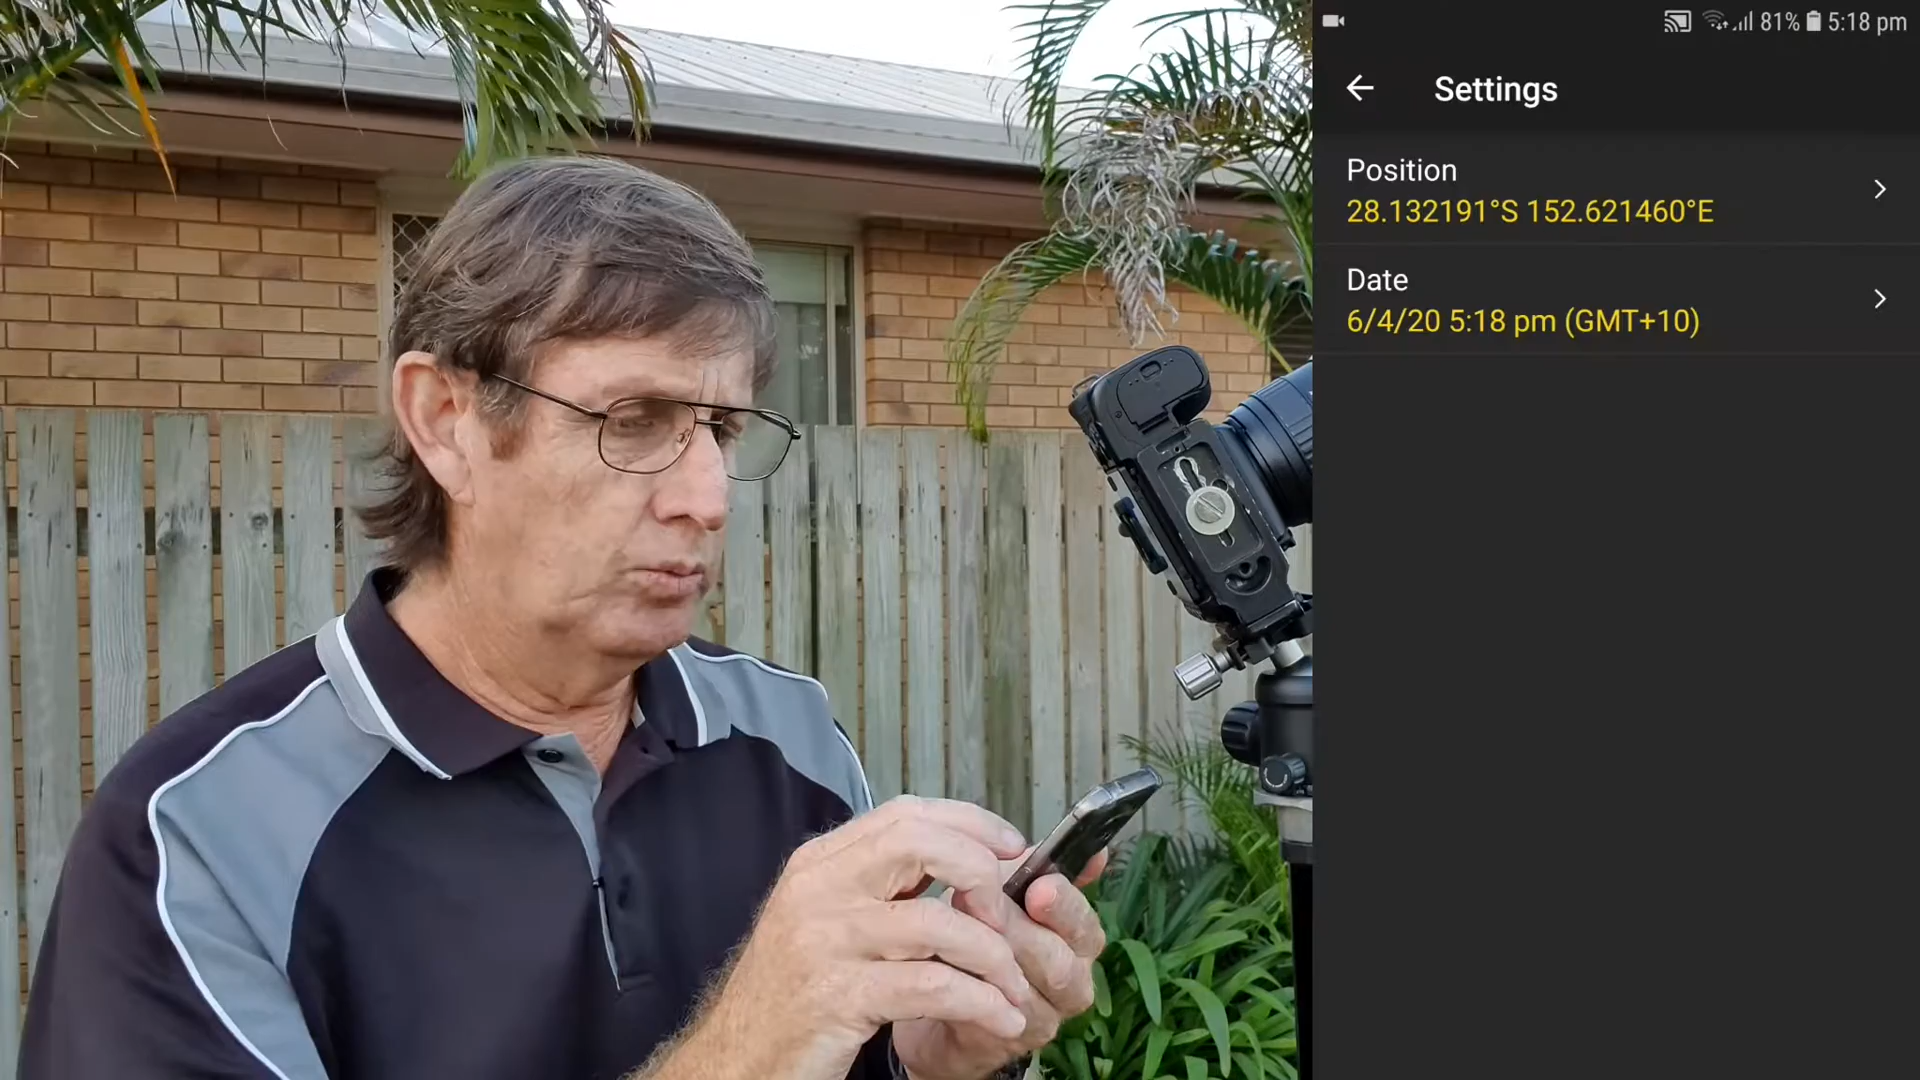 81% 5:18 pm
Settings
Position
28.132191°S 152.621460°E
Date
6/4/20 5:18 pm (GMT+10)